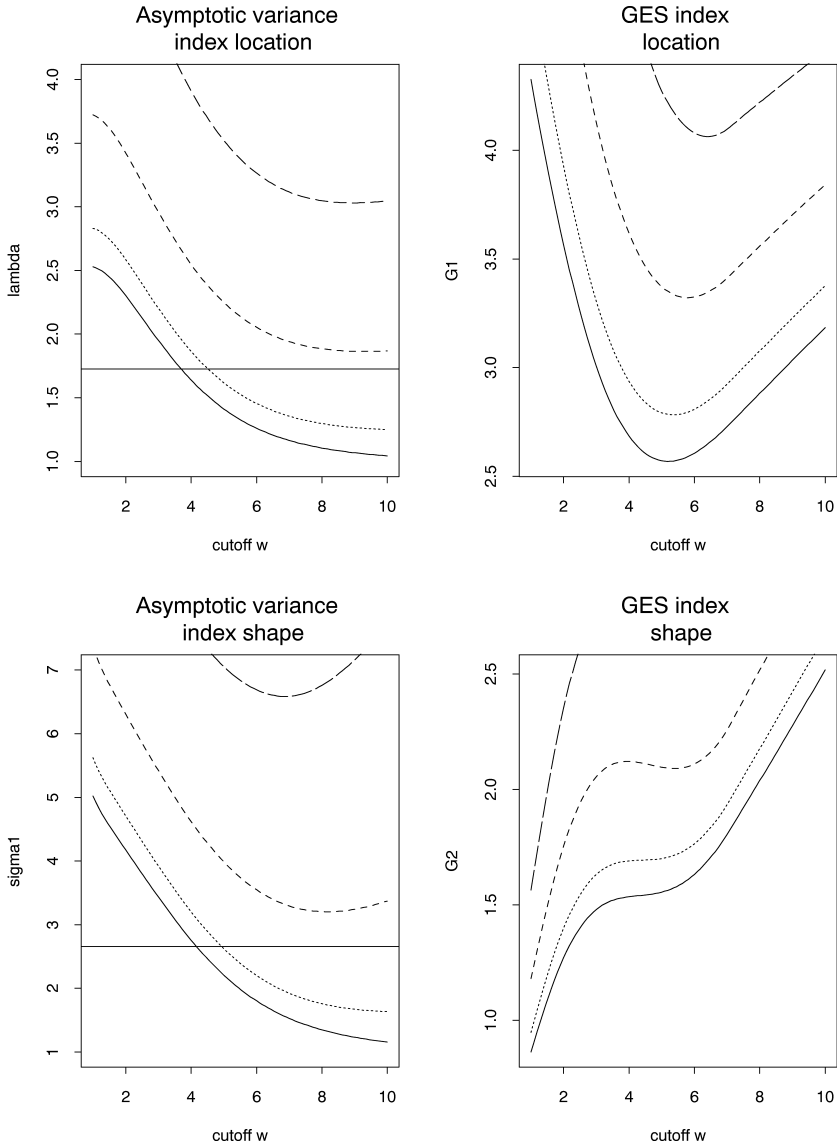 Asymptotic variance
index location
lambda
4.0
3.5
3.0
2.5
2.0
1.5
1.0
2 4 6 8 10
cutoff w
GES index
location
G1
4.0
3.5
3.0
2.5
2 4 6 8 10
cutoff w
Asymptotic variance
index shape
sigma1
7
6
5
4
3
2
1
2 4 6 8 10
cutoff w
GES index
shape
G2
2.5
2.0
1.5
1.0
2 4 6 8 10
cutoff w